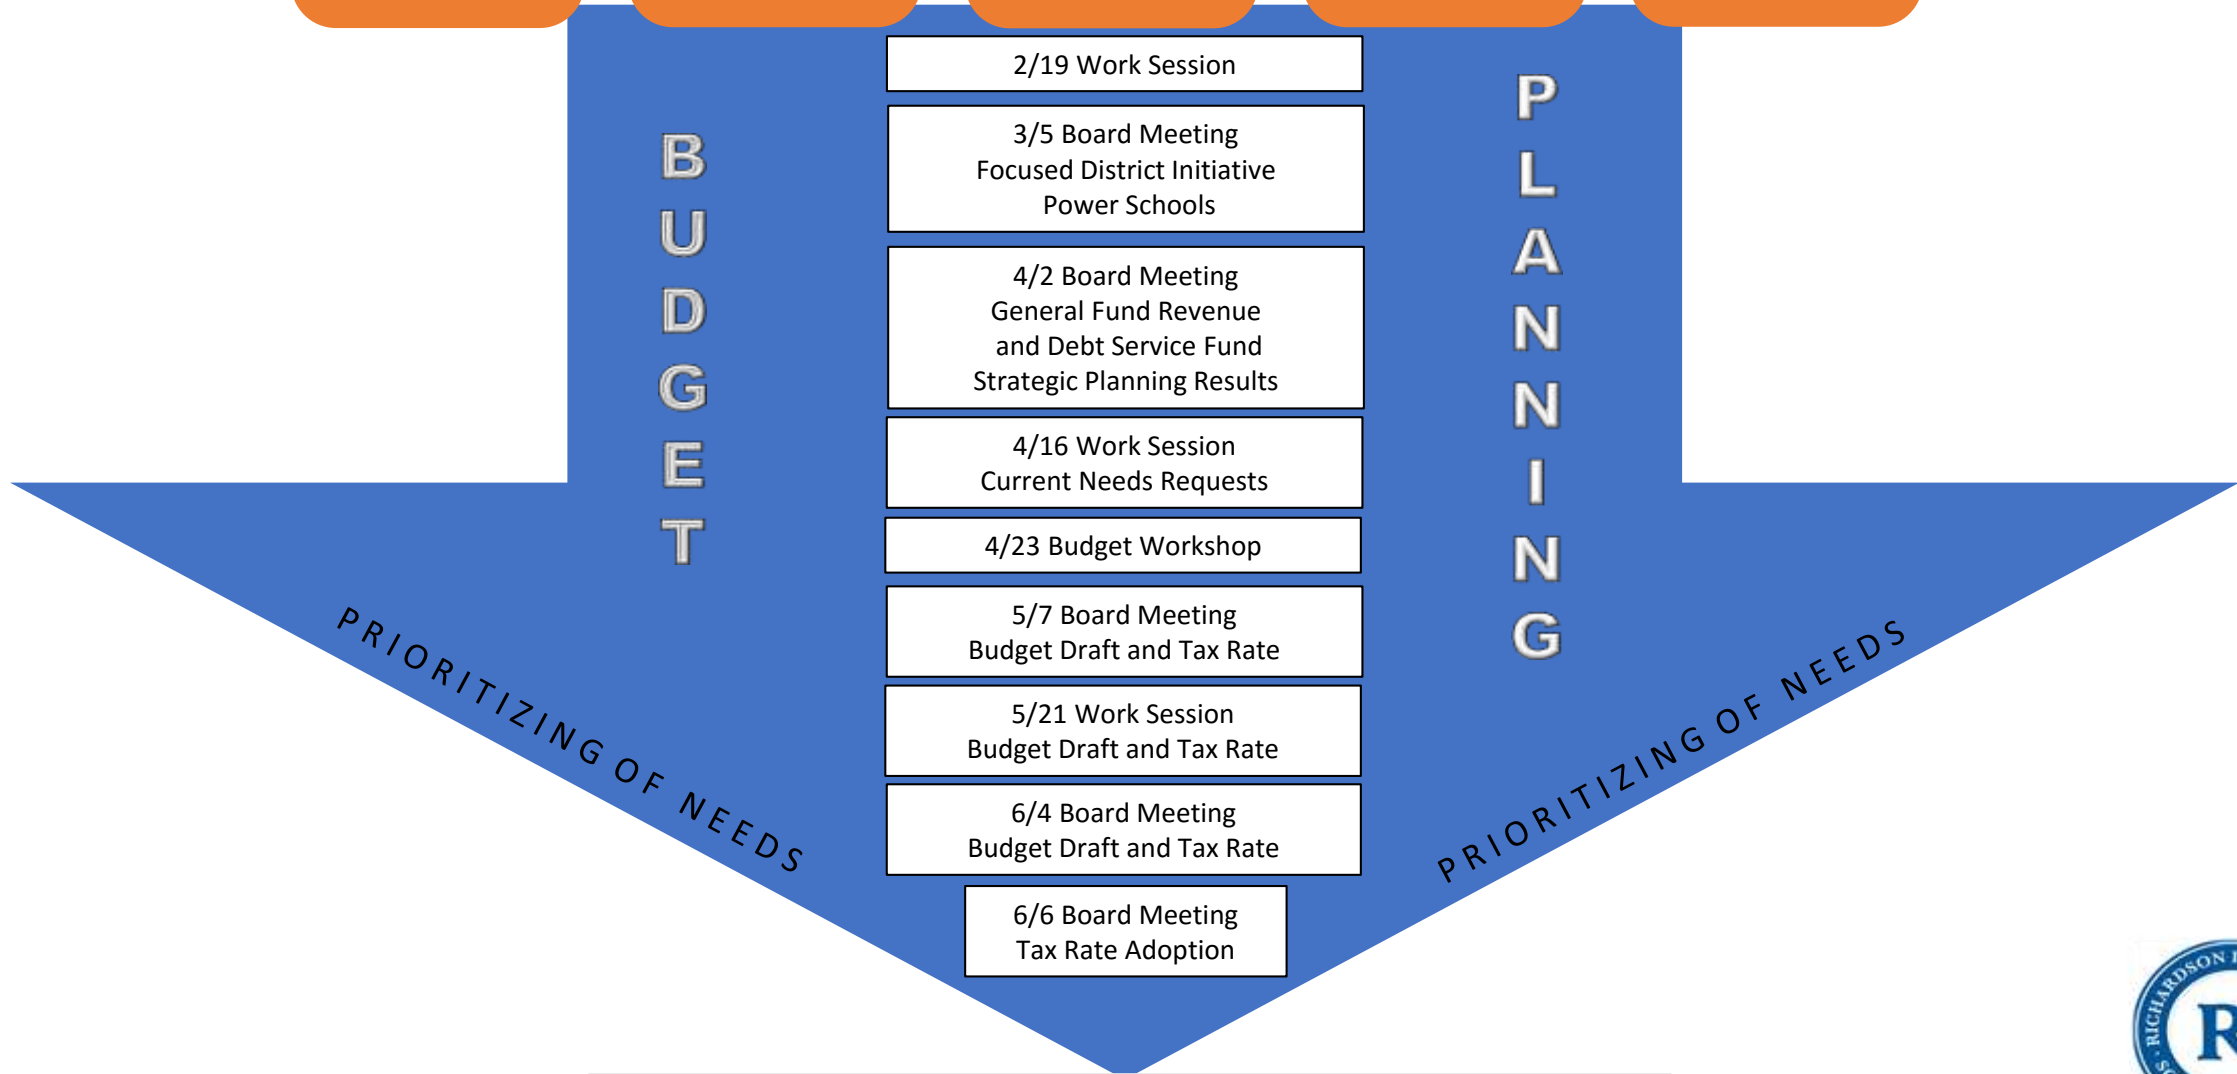 2/19 Work Session
3/5 Board Meeting
Focused District Initiative
Power Schools
4/2 Board Meeting
General Fund Revenue
and Debt Service Fund
Strategic Planning Results
4/16 Work Session
Current Needs Requests
4/23 Budget Workshop
5/7 Board Meeting
Budget Draft and Tax Rate
5/21 Work Session
Budget Draft and Tax Rate
6/4 Board Meeting
Budget Draft and Tax Rate
6/6 Board Meeting
Tax Rate Adoption
BUDGET
PLANNING
PRIORITIZING OF NEEDS
PRIORITIZING OF NEEDS
RICHARDSON
R